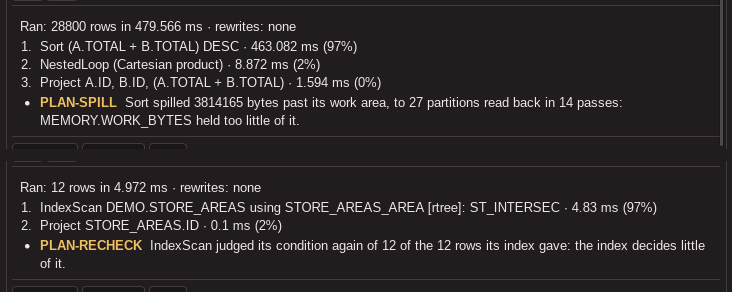 Ran: 28800 rows in 479.566 ms · rewrites: none
1. Sort (A.TOTAL + B.TOTAL) DESC · 463.082 ms (97%)
2. NestedLoop (Cartesian product) · 8.872 ms (2%)
3. Project A.ID, B.ID, (A.TOTAL + B.TOTAL) · 1.594 ms (0%)
• PLAN-SPILL Sort spilled 3814165 bytes past its work area, to 27 partitions read back in 14 passes:
MEMORY.WORK_BYTES held too little of it.
Ran: 12 rows in 4.972 ms · rewrites: none
1. IndexScan DEMO.STORE_AREAS using STORE_AREAS_AREA [rtree]: ST_INTERSEC · 4.83 ms (97%)
2. Project STORE_AREAS.ID · 0.1 ms (2%)
• PLAN-RECHECK IndexScan judged its condition again of 12 of the 12 rows its index gave: the index decides little
of it.